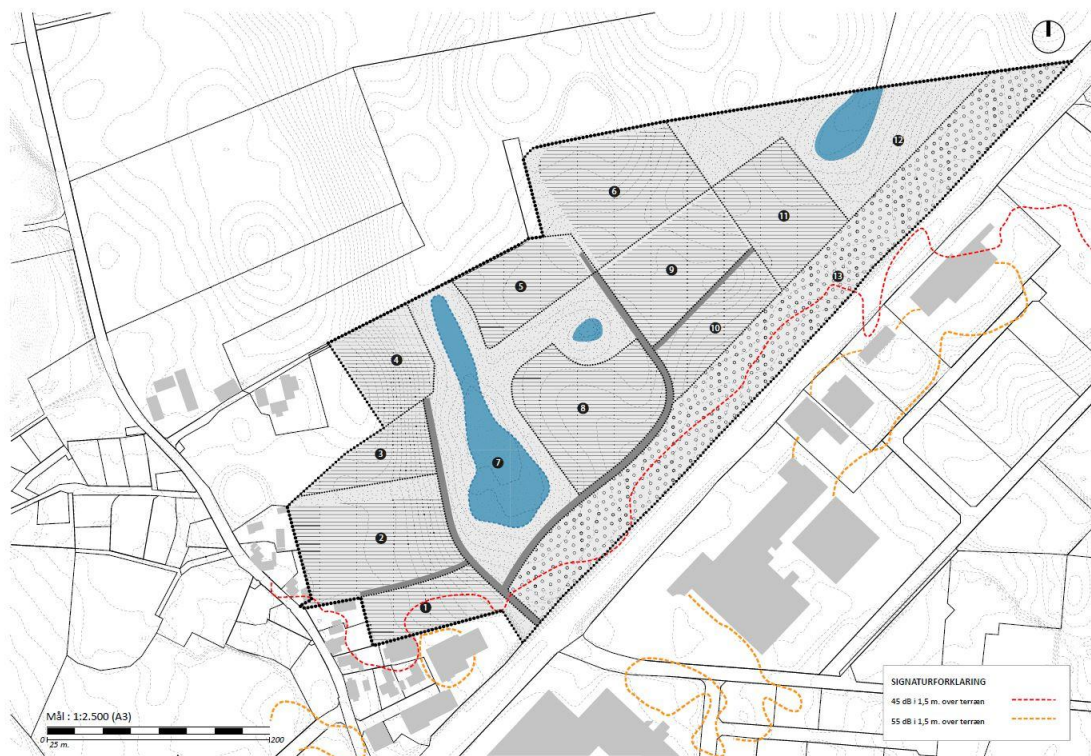 12
6
11
9
13
5
10
4
8
3
7
2
1
SIGNATURFORKLARING
45 dB i 1,5 m. over terræn
55 dB i 1,5 m. over terræn
Mål : 1:2.500 (A3)
0 200
25 m.